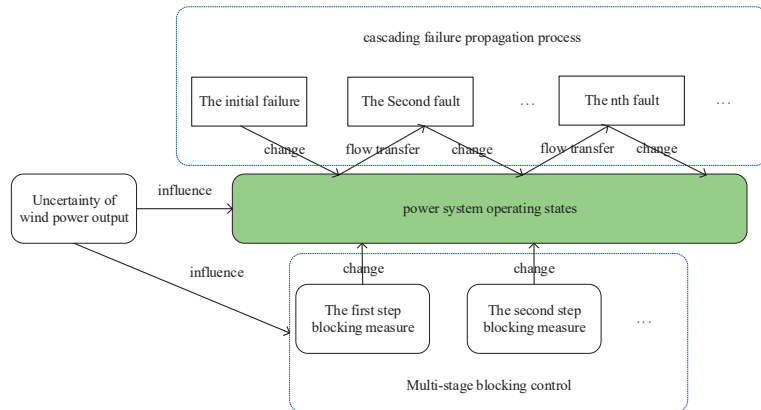 cascading failure propagation process
The initial failure
The Second fault
...
The nth fault
...
change
flow transfer
change
flow transfer
change
Uncertainty of
wind power output
influence
power system operating states
influence
change
change
The first step
blocking measure
The second step
blocking measure
...
Multi-stage blocking control